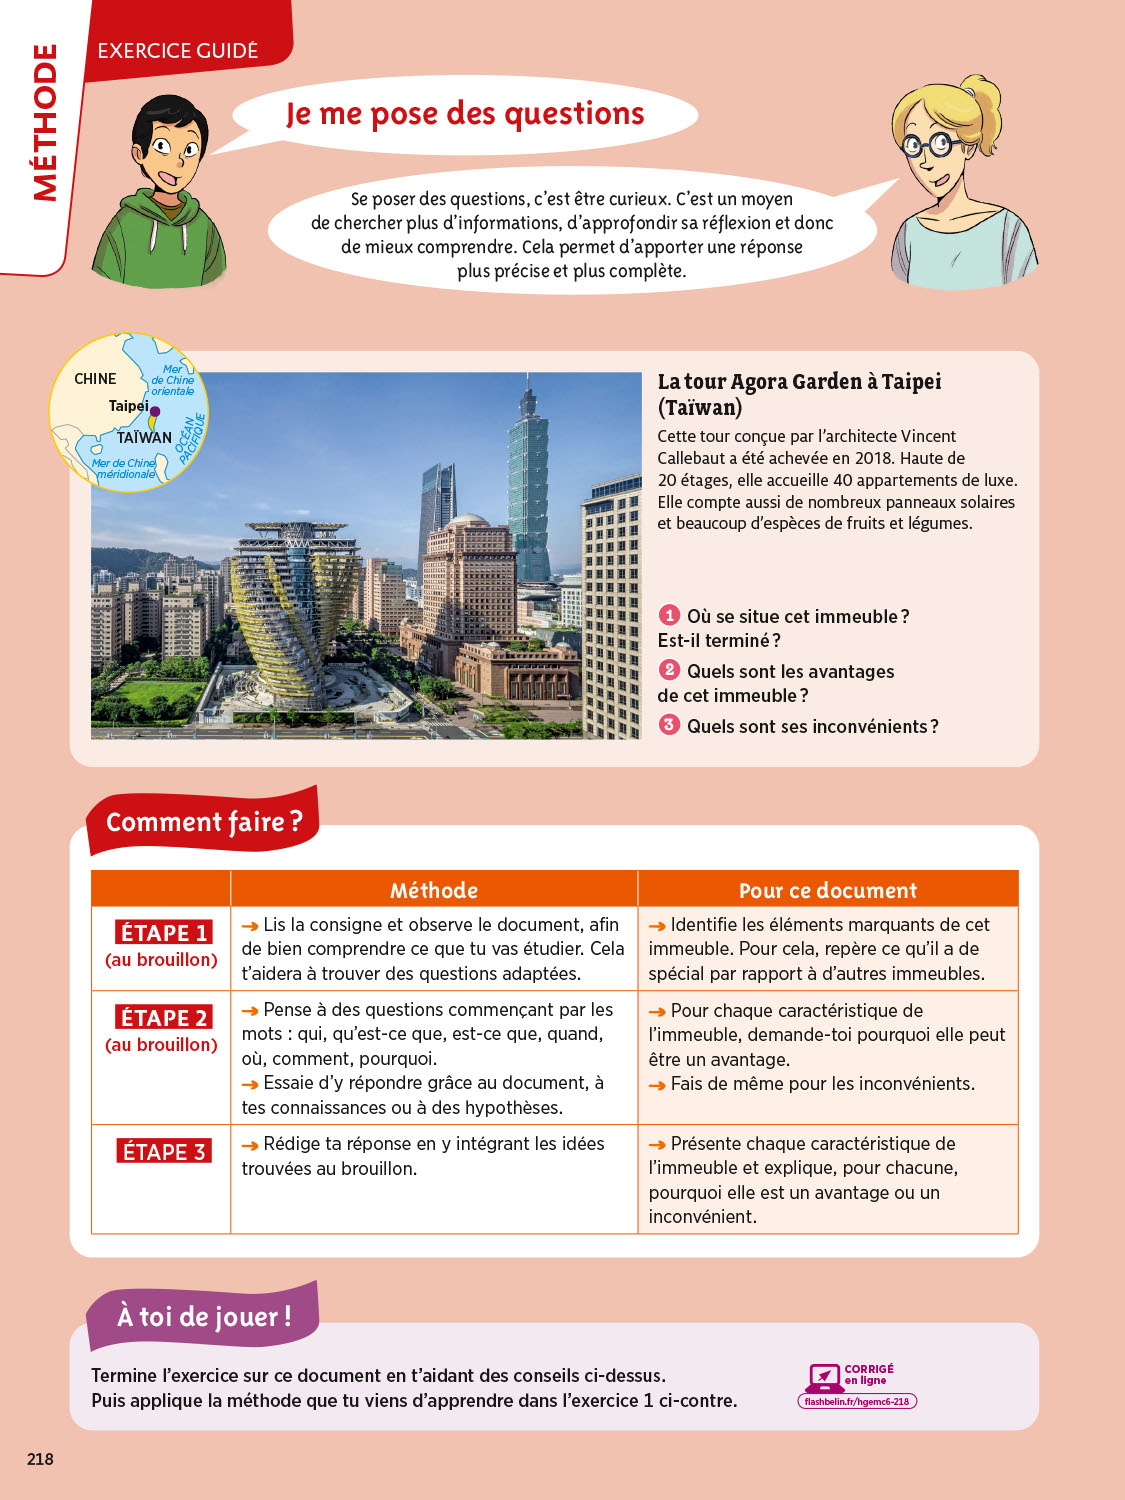 MÉTHODE
EXERCICE GUIDÉ
Je me pose des questions
Se poser des questions, c'est être curieux. C'est un moyen
de chercher plus d'informations, d'approfondir sa réflexion et donc
de mieux comprendre. Cela permet d'apporter une réponse
plus précise et plus complète.
CHINE
Mer
de Chine
orientale
Taipei
TAÏWAN
OCÉAN
PACIFIQUE
Mer de Chine
méridionale
La tour Agora Garden à Taipei
(Taïwan)
Cette tour conçue par l'architecte Vincent
Callebaut a été achevée en 2018. Haute de
20 étages, elle accueille 40 appartements de luxe.
Elle compte aussi de nombreux panneaux solaires
et beaucoup d'espèces de fruits et légumes.
1 Où se situe cet immeuble ?
Est-il terminé ?
2 Quels sont les avantages
de cet immeuble ?
3 Quels sont ses inconvénients ?
Comment faire ?
Méthode
Pour ce document
ÉTAPE 1
(au brouillon)
→ Lis la consigne et observe le document, afin
de bien comprendre ce que tu vas étudier. Cela
t'aidera à trouver des questions adaptées.
→ Identifie les éléments marquants de cet
immeuble. Pour cela, repère ce qu'il a de
spécial par rapport à d'autres immeubles.
ÉTAPE 2
(au brouillon)
→ Pense à des questions commençant par les
mots : qui, qu'est-ce que, est-ce que, quand,
où, comment, pourquoi.
→ Essaie d'y répondre grâce au document, à
tes connaissances ou à des hypothèses.
→ Pour chaque caractéristique de
l'immeuble, demande-toi pourquoi elle peut
être un avantage.
→ Fais de même pour les inconvénients.
ÉTAPE 3
→ Rédige ta réponse en y intégrant les idées
trouvées au brouillon.
→ Présente chaque caractéristique de
l'immeuble et explique, pour chacune,
pourquoi elle est un avantage ou un
inconvénient.
À toi de jouer !
Termine l'exercice sur ce document en t'aidant des conseils ci-dessus.
Puis applique la méthode que tu viens d'apprendre dans l'exercice 1 ci-contre.
CORRIGÉ
en ligne
flashbelin.fr/hgemc6-218
218